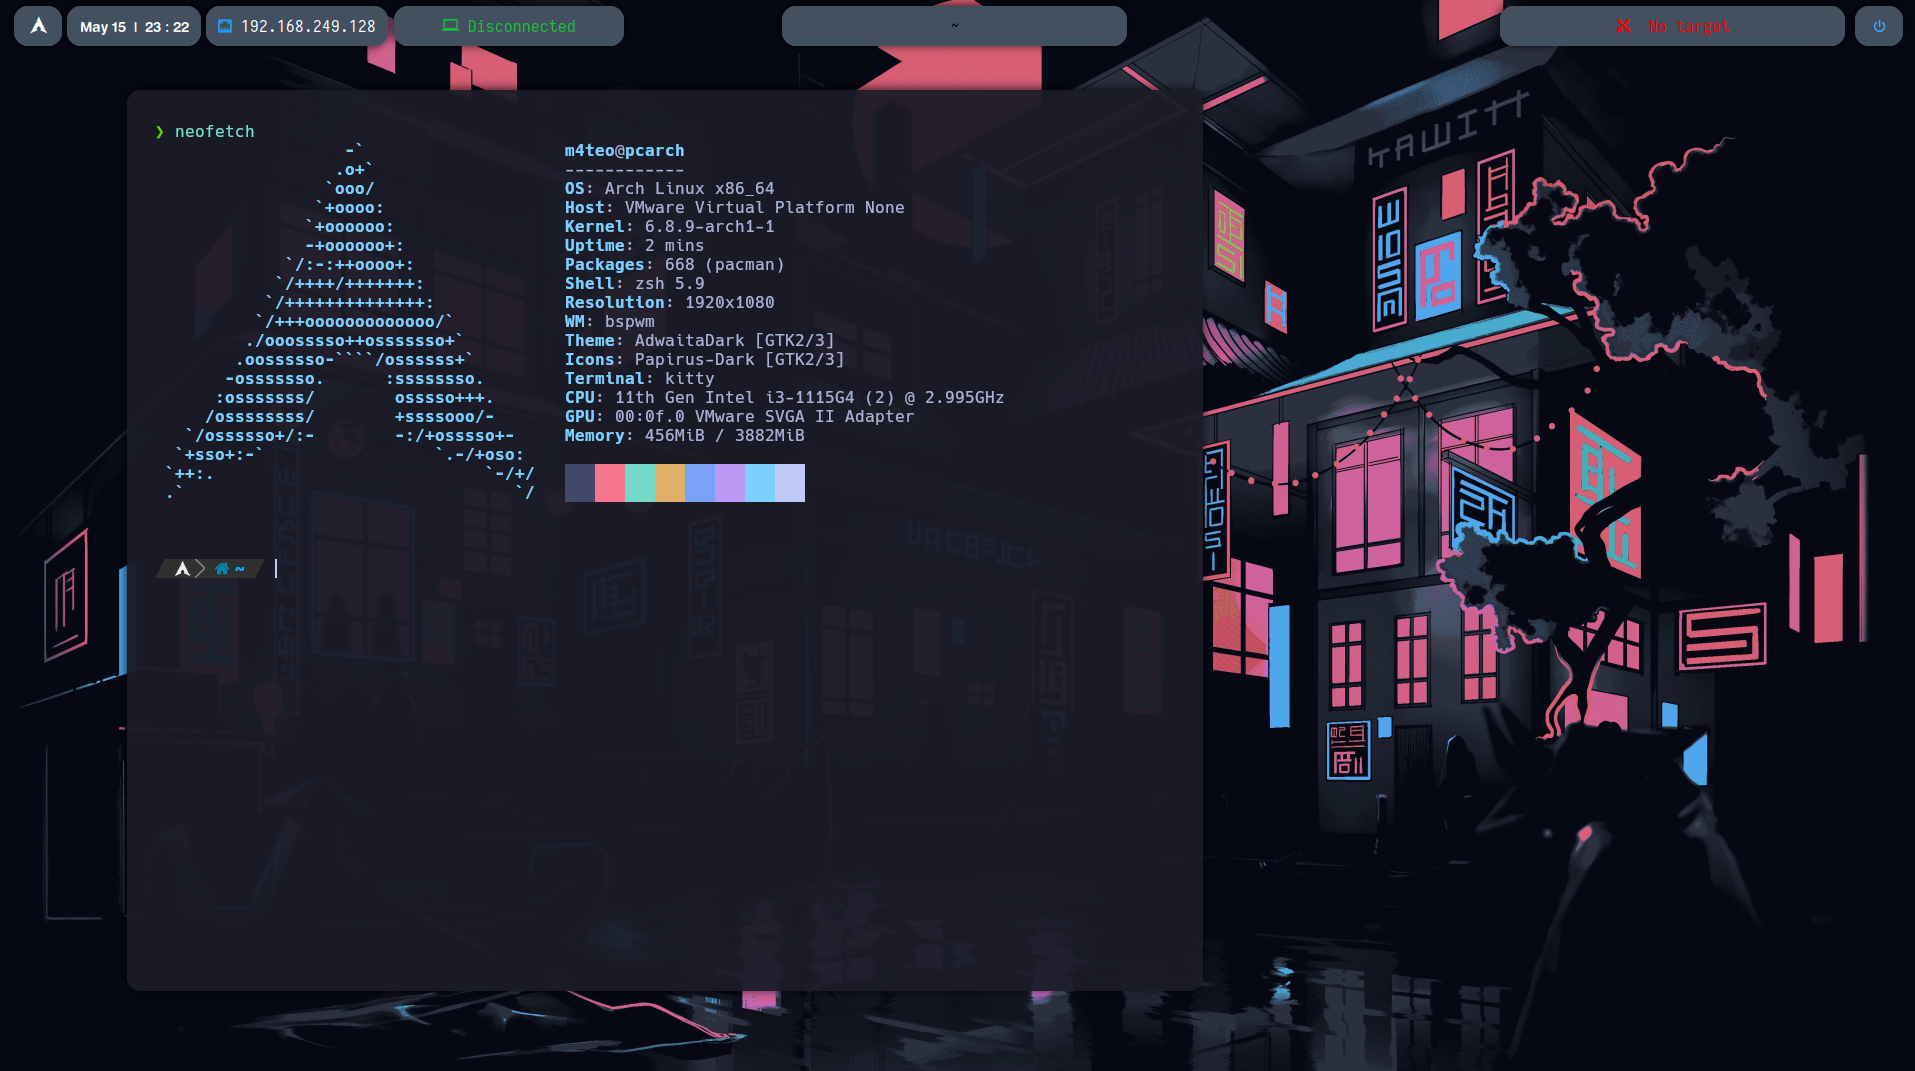 May 15 | 23 : 22
192.168.249.128
Disconnected
~
No target
❯ neofetch
                   -`
                  .o+`
                 `ooo/
                `+oooo:
               `+oooooo:
               -+oooooo+:
             `/:-:++oooo+:
            `/++++/+++++++:
           `/++++++++++++++:
          `/+++ooooooooooooo/`
         ./ooosssso++osssssso+`
        .oossssso-````/ossssss+`
       -osssssso.      :ssssssso.
      :osssssss/        osssso+++.
     /ossssssss/        +ssssooo/-
   `/ossssso+/:-        -:/+osssso+-
  `+sso+:-`                 `.-/+oso:
 `++:.                           `-/+/
 .`                                 `/
m4teo@pcarch
------------
OS: Arch Linux x86_64
Host: VMware Virtual Platform None
Kernel: 6.8.9-arch1-1
Uptime: 2 mins
Packages: 668 (pacman)
Shell: zsh 5.9
Resolution: 1920x1080
WM: bspwm
Theme: AdwaitaDark [GTK2/3]
Icons: Papirus-Dark [GTK2/3]
Terminal: kitty
CPU: 11th Gen Intel i3-1115G4 (2) @ 2.995GHz
GPU: 00:0f.0 VMware SVGA II Adapter
Memory: 456MiB / 3882MiB
~